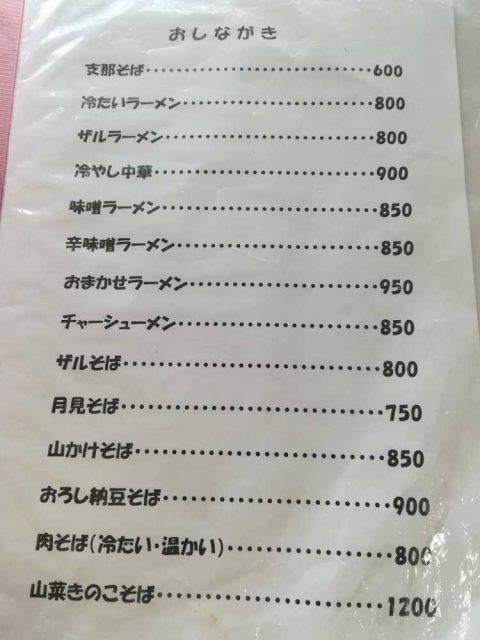 おしながき
支那そば・・・・・・・・・・・・・・・・・・・・・・・・・・・・600
冷たいラーメン・・・・・・・・・・・・・・・・・・・・・・・・800
ザルラーメン・・・・・・・・・・・・・・・・・・・・・・・・・・800
冷やし中華・・・・・・・・・・・・・・・・・・・・・・・・・・・900
味噌ラーメン・・・・・・・・・・・・・・・・・・・・・・・・・・850
辛味噌ラーメン・・・・・・・・・・・・・・・・・・・・・・・・850
おまかせラーメン・・・・・・・・・・・・・・・・・・・・・・950
チャーシューメン・・・・・・・・・・・・・・・・・・・・・・850
ザルそば・・・・・・・・・・・・・・・・・・・・・・・・・・・・800
月見そば・・・・・・・・・・・・・・・・・・・・・・・・・・・・750
山かけそば・・・・・・・・・・・・・・・・・・・・・・・・・・850
おろし納豆そば・・・・・・・・・・・・・・・・・・・・・・900
肉そば(冷たい・温かい)・・・・・・・・・・・・・・・・800
山菜きのこそば・・・・・・・・・・・・・・・・・・・・・・1200